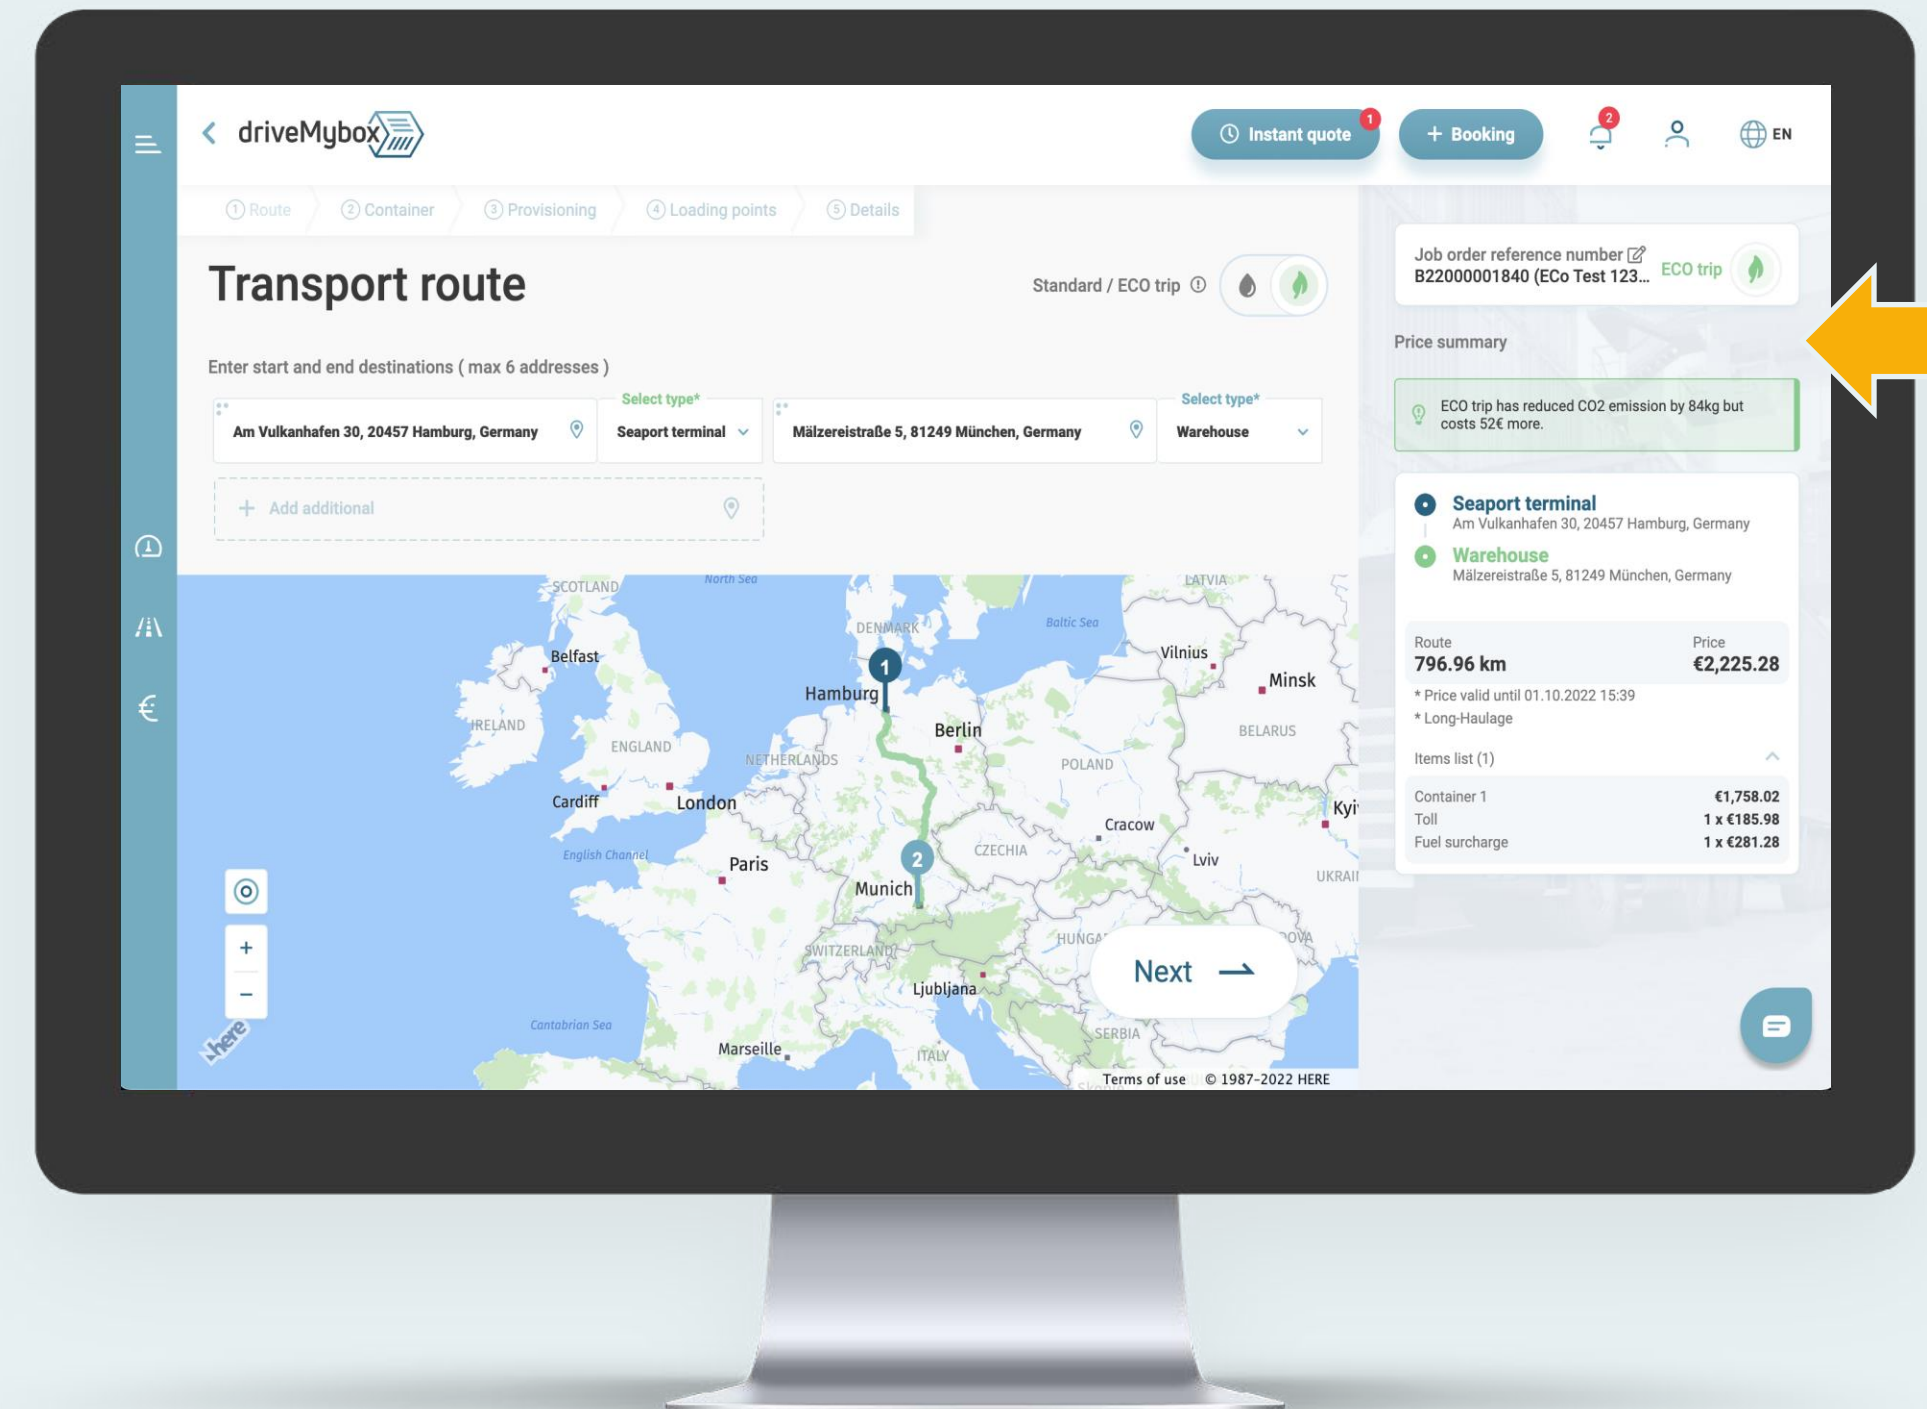 driveMybox
Instant quote 1
+ Booking
2
EN
1 Route
2 Container
3 Provisioning
4 Loading points
5 Details
Transport route
Standard / ECO trip
Enter start and end destinations ( max 6 addresses )
Am Vulkanhafen 30, 20457 Hamburg, Germany
Select type*
Seaport terminal
Mälzereistraße 5, 81249 München, Germany
Select type*
Warehouse
+ Add additional
SCOTLAND
North Sea
LATVIA
DENMARK
Baltic Sea
Belfast
1
Vilnius
Minsk
Hamburg
IRELAND
ENGLAND
Berlin
BELARUS
NETHERLANDS
POLAND
Cardiff
London
Cracow
Kyi
English Channel
Paris
2
CZECHIA
Lviv
Munich
UKRAI
SWITZERLAND
HUNGA
OVA
Next
Ljubljana
Cantabrian Sea
SERBIA
Marseille
ITALY
Skopje
here
Terms of use © 1987-2022 HERE
Job order reference number
B22000001840 (ECo Test 123...
ECO trip
Price summary
ECO trip has reduced CO2 emission by 84kg but
costs 52€ more.
Seaport terminal
Am Vulkanhafen 30, 20457 Hamburg, Germany
Warehouse
Mälzereistraße 5, 81249 München, Germany
Route Price
796.96 km €2,225.28
* Price valid until 01.10.2022 15:39
* Long-Haulage
Items list (1)
Container 1 €1,758.02
Toll 1 x €185.98
Fuel surcharge 1 x €281.28